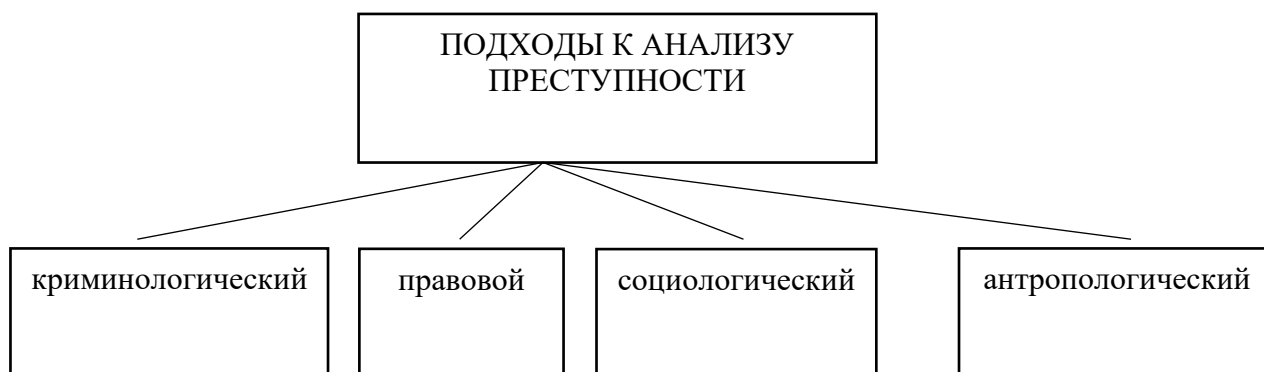 ПОДХОДЫ К АНАЛИЗУ
ПРЕСТУПНОСТИ
криминологический
правовой
социологический
антропологический